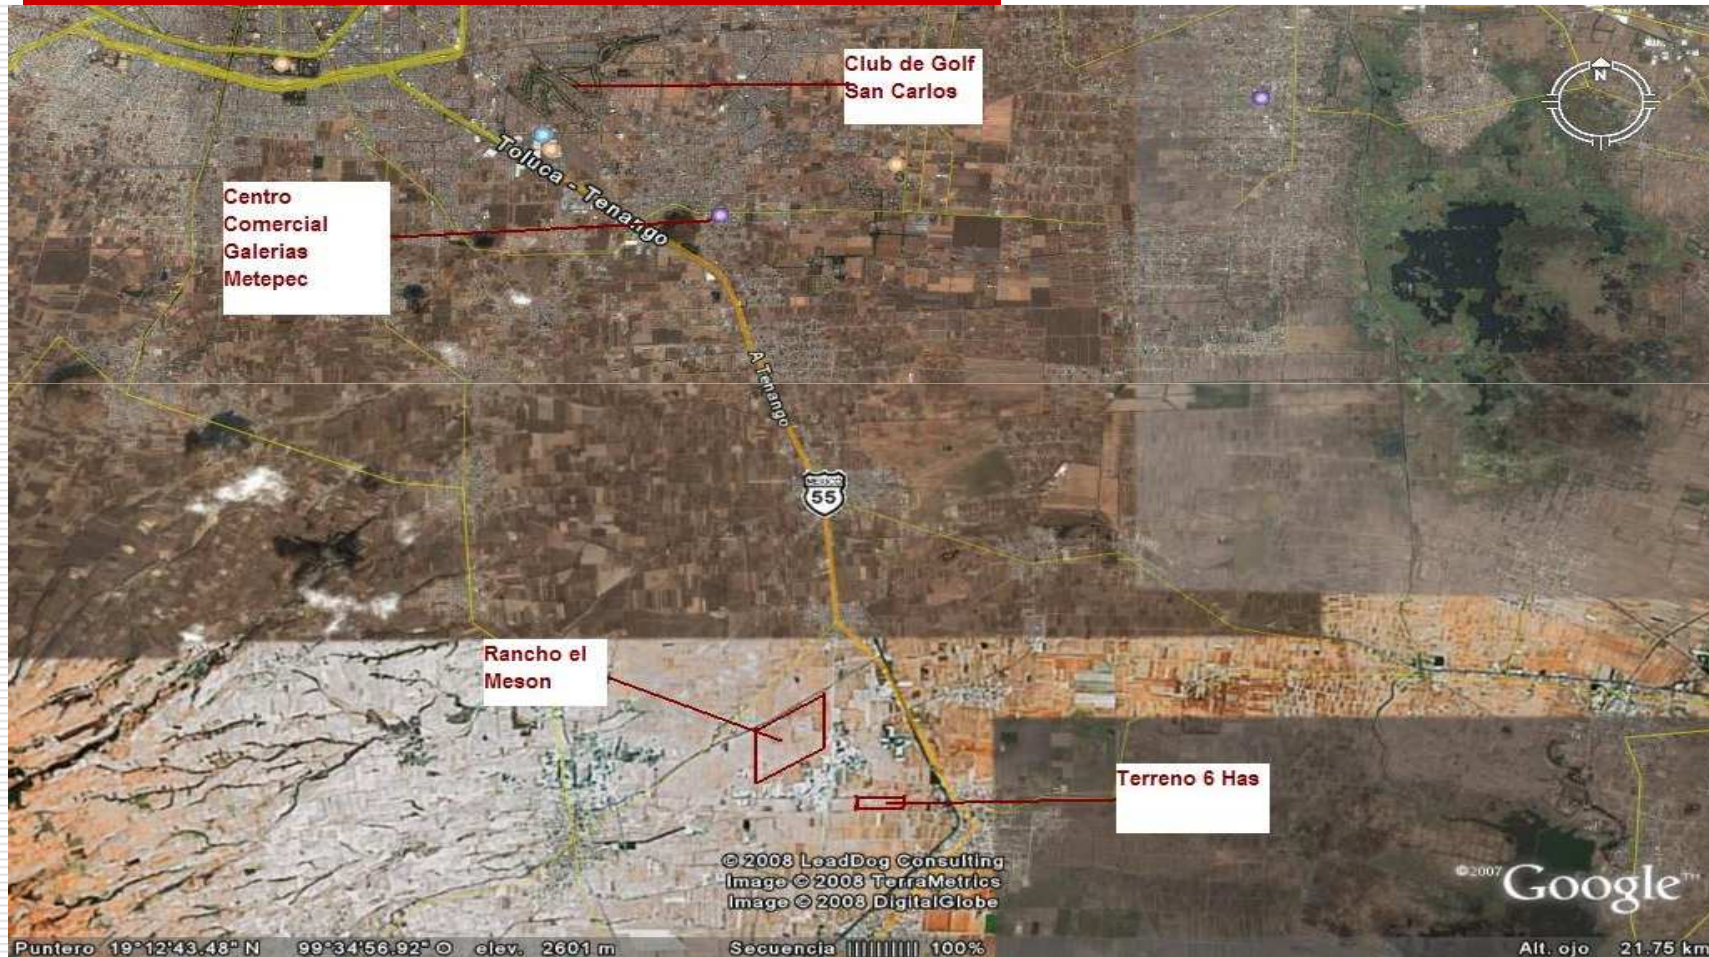 Club de Golf
San Carlos
N
Toluca - Tenango
Centro
Comercial
Galerias
Metepec
A Tenango
MEXICO
55
Rancho el
Meson
Terreno 6 Has
© 2008 LeadDog Consulting
Image © 2008 TerraMetrics
Image © 2008 DigitalGlobe
©2007 Google™
Puntero 19°12'43.48" N 99°34'56.92" O elev. 2601 m Secuencia |||||||||| 100% Alt. ojo 21.75 km